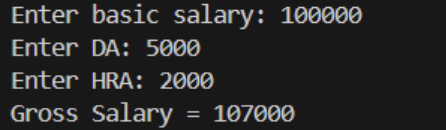 Enter basic salary: 100000
Enter DA: 5000
Enter HRA: 2000
Gross Salary = 107000